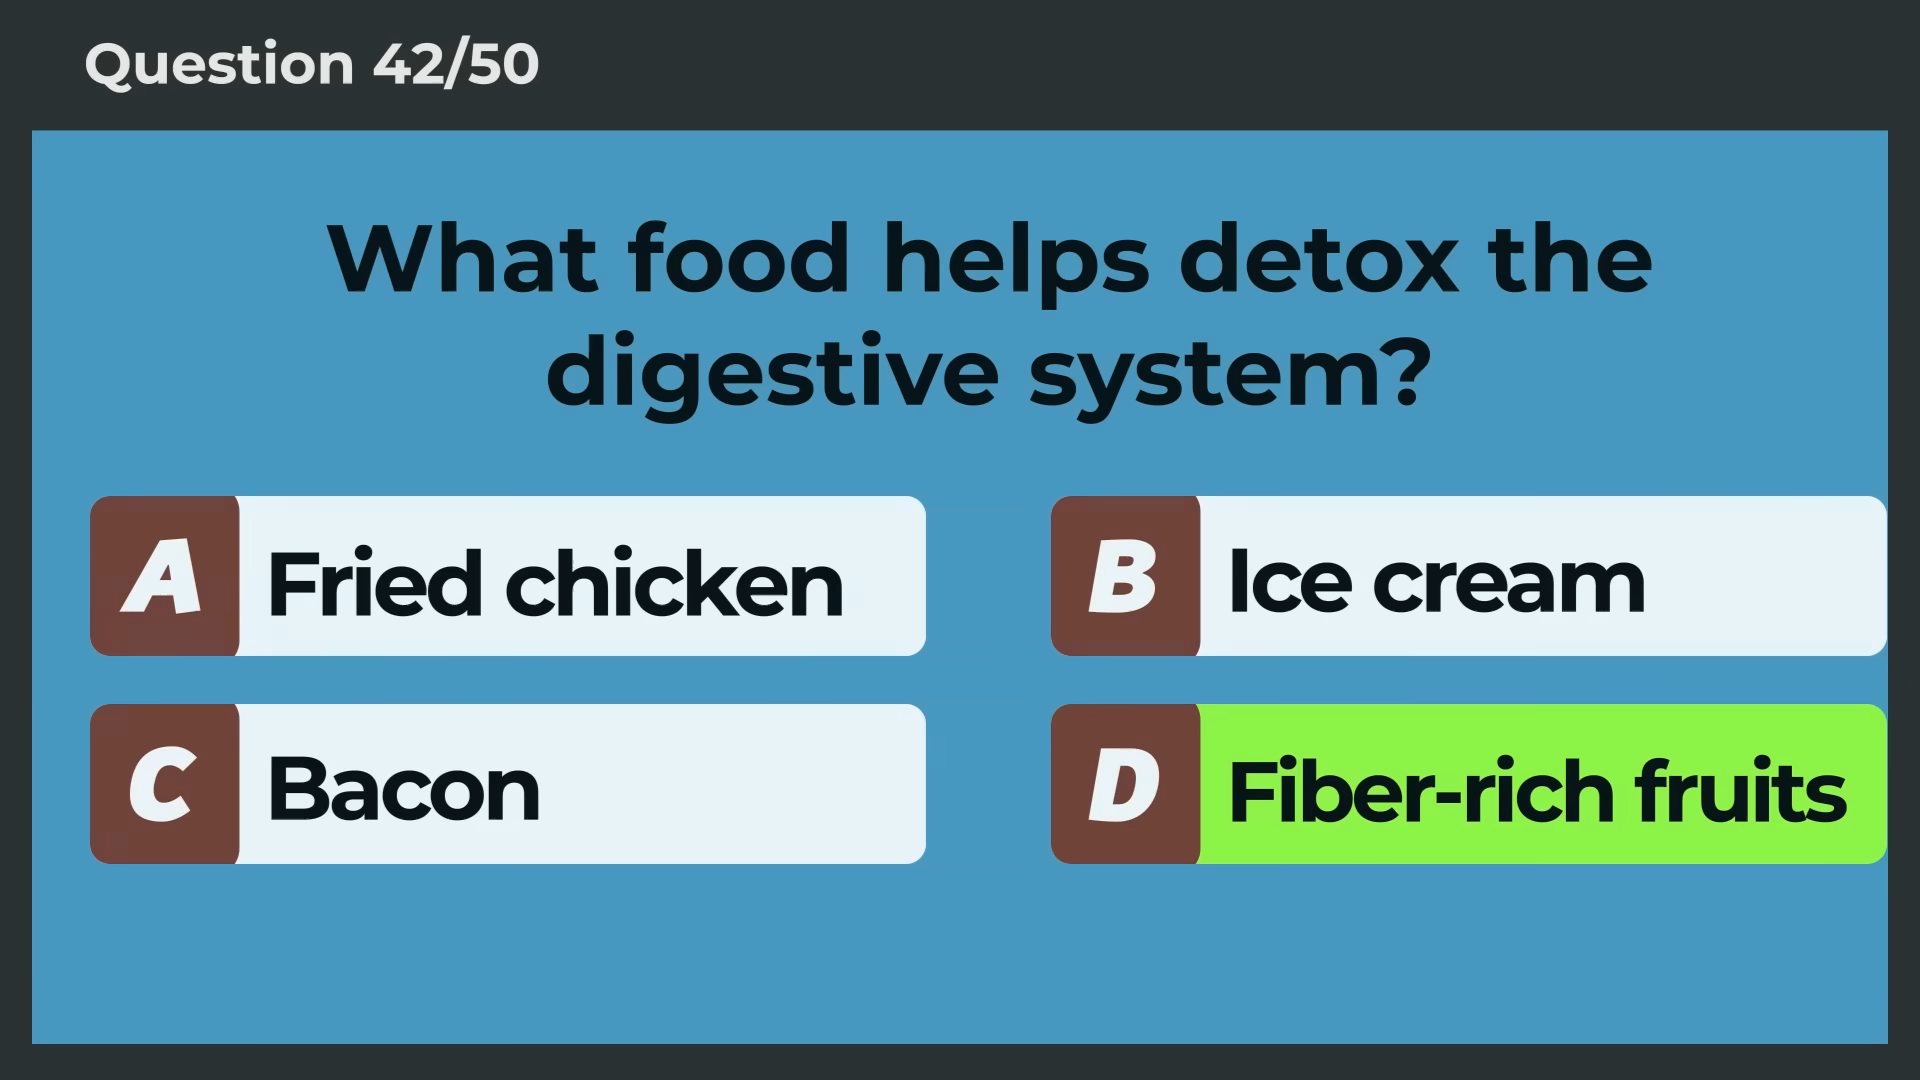 Question 42/50
What food helps detox the
digestive system?
A Fried chicken
B Ice cream
C Bacon
D Fiber-rich fruits